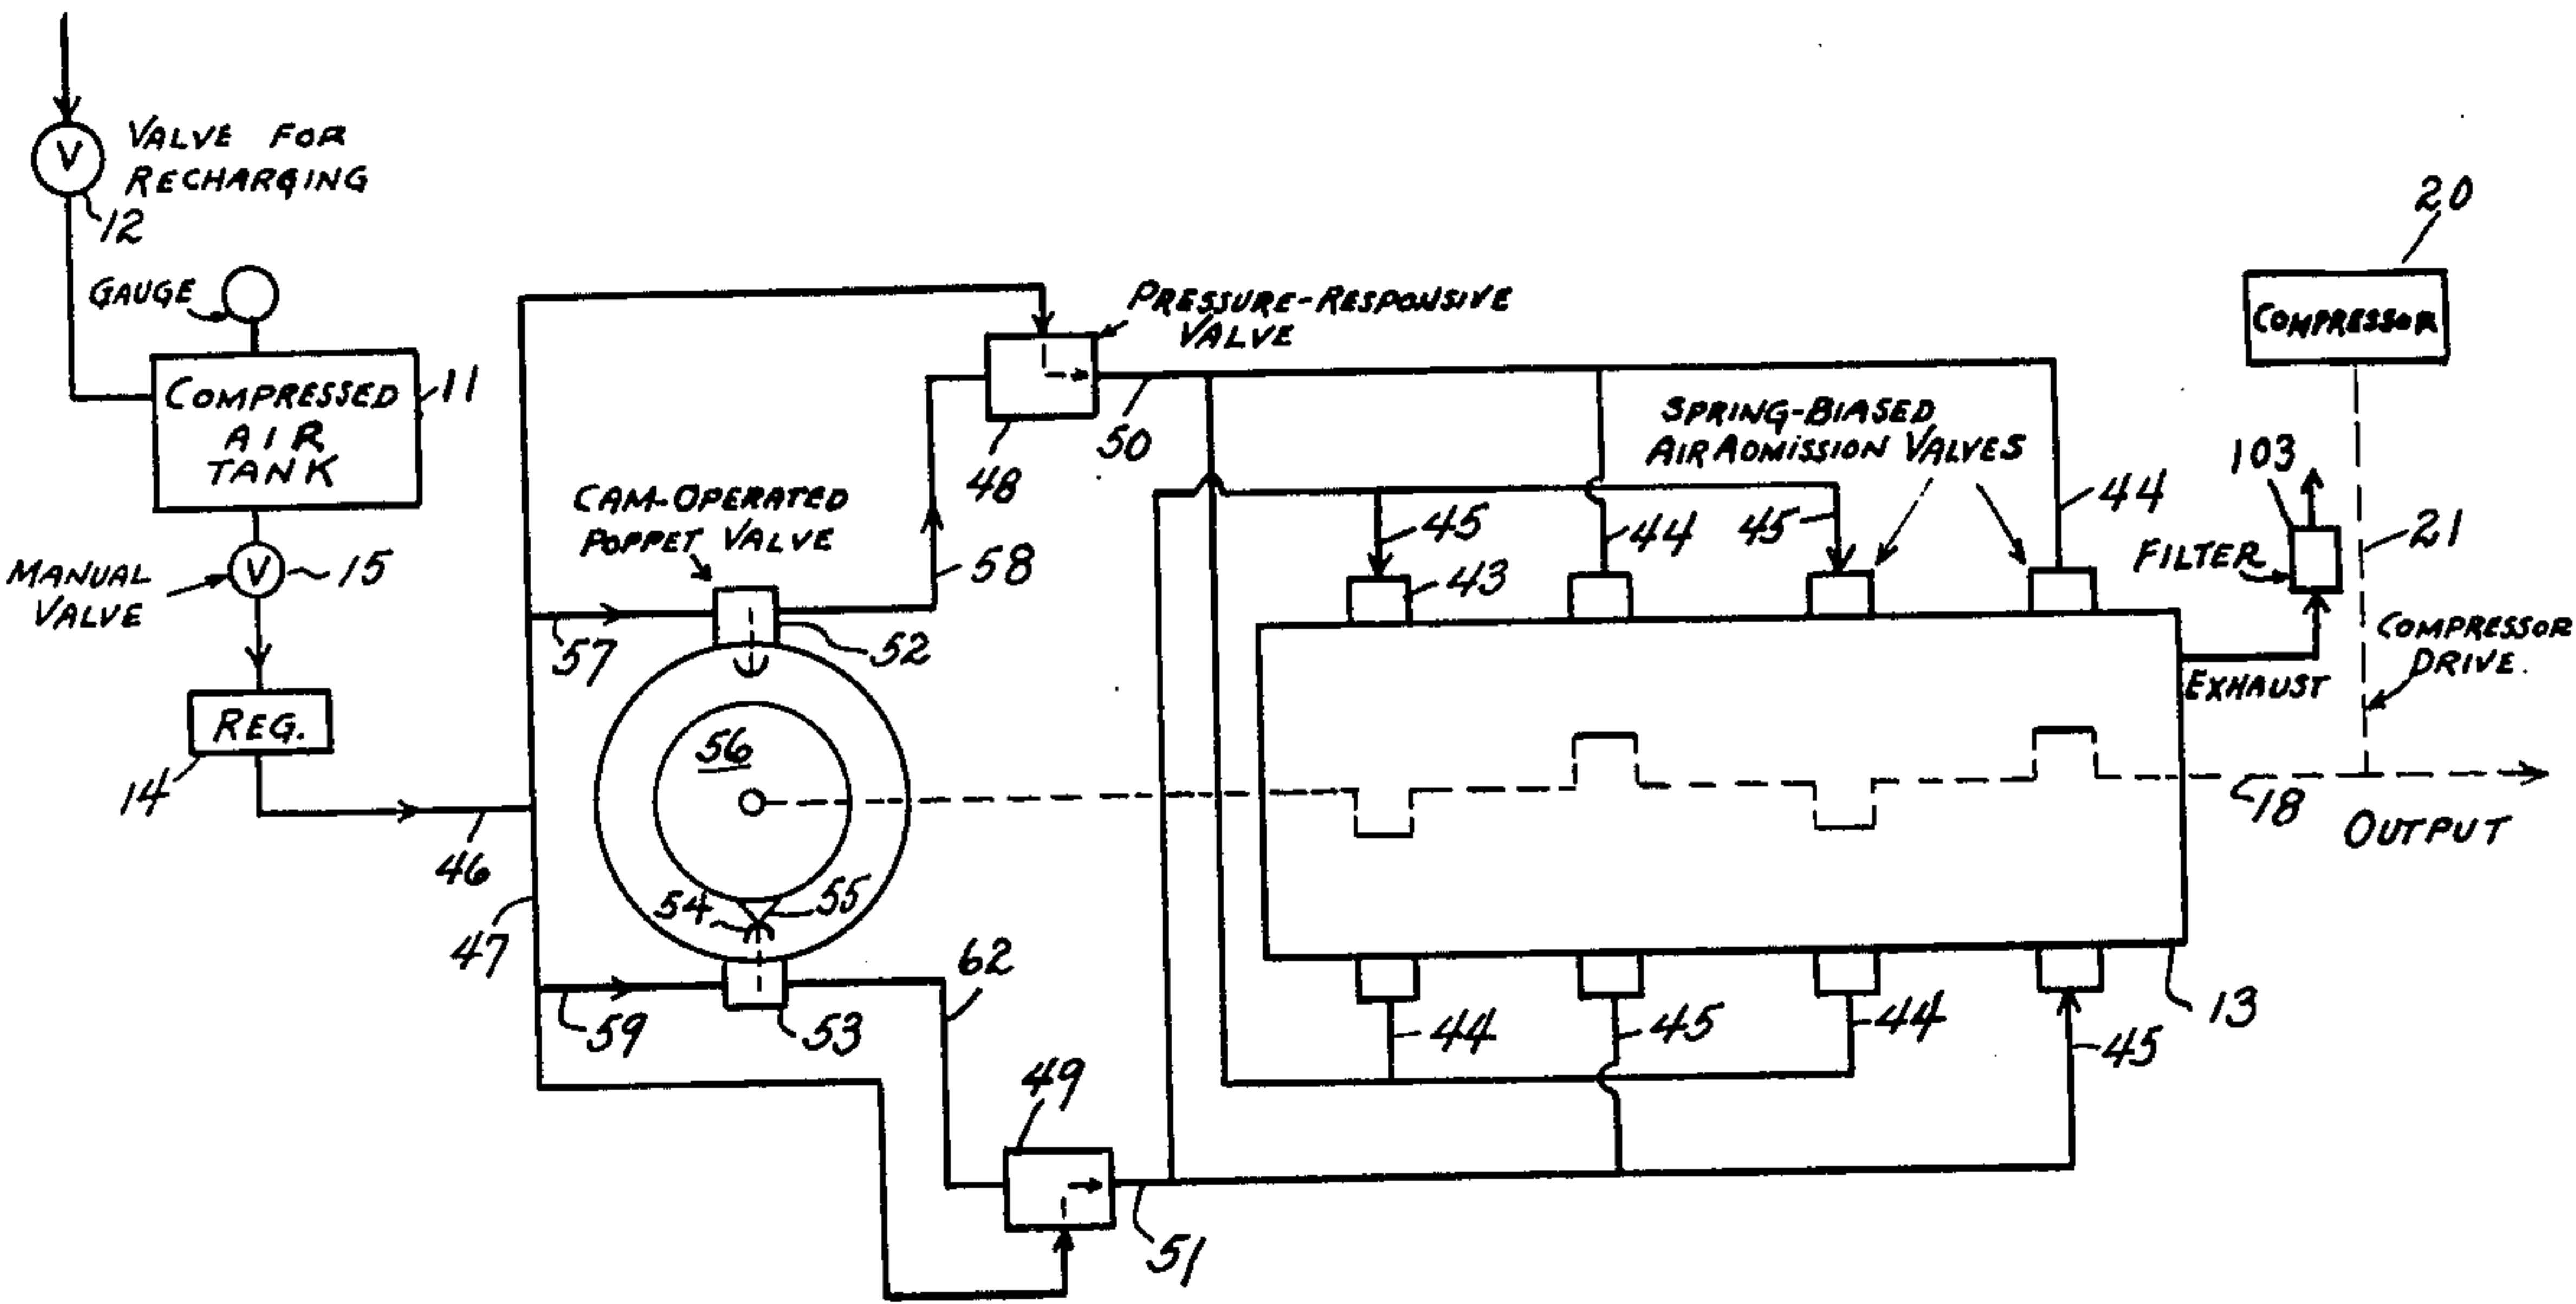 V
VALVE FOR
RECHARGING
12
GAUGE
COMPRESSED
AIR
TANK
11
MANUAL
VALVE
V
15
REG.
14
46
47
CAM-OPERATED
POPPET VALVE
57
52
58
56
54
55
59
53
62
PRESSURE-RESPONSIVE
VALVE
48
50
49
51
SPRING-BIASED
AIR ADMISSION VALVES
45
43
44
45
44
44
45
44
45
13
20
COMPRESSOR
103
FILTER
21
COMPRESSOR
DRIVE.
EXHAUST
18
OUTPUT